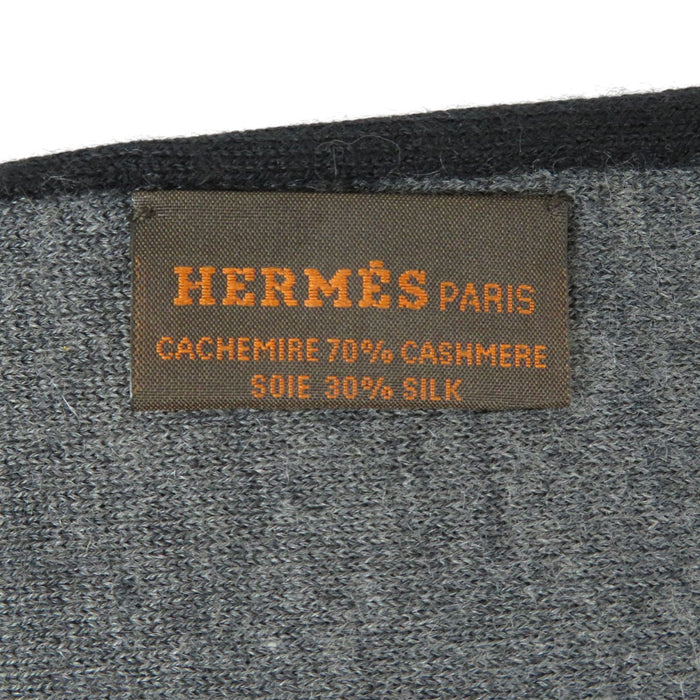 HERMÈS PARIS
CACHEMIRE 70% CASHMERE
SOIE 30% SILK